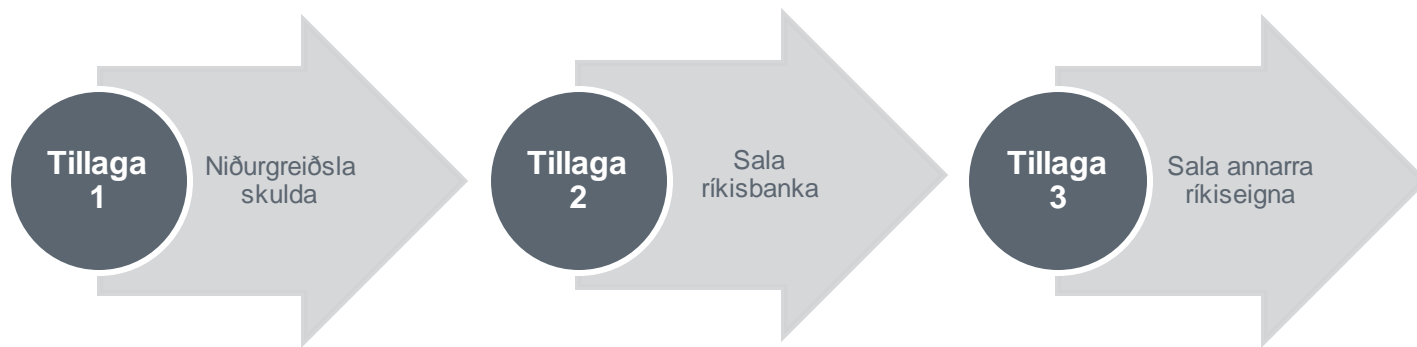 Tillaga
1
Niðurgreiðsla
skulda
Tillaga
2
Sala
ríkisbanka
Tillaga
3
Sala annarra
ríkiseigna